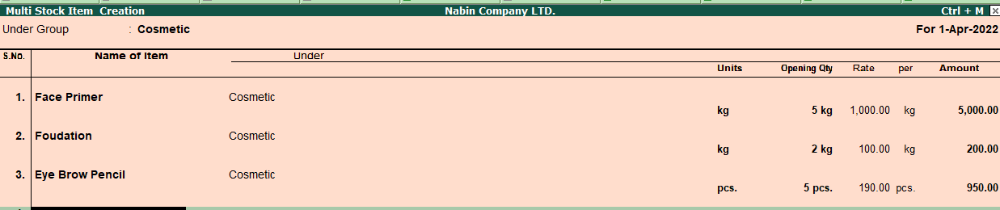 Multi Stock Item Creation Nabin Company LTD. Ctrl + M
Under Group : Cosmetic For 1-Apr-2022
S.No. Name of Item Under
Units Opening Qty Rate per Amount
1. Face Primer Cosmetic
kg 5 kg 1,000.00 kg 5,000.00
2. Foudation Cosmetic
kg 2 kg 100.00 kg 200.00
3. Eye Brow Pencil Cosmetic
pcs. 5 pcs. 190.00 pcs. 950.00